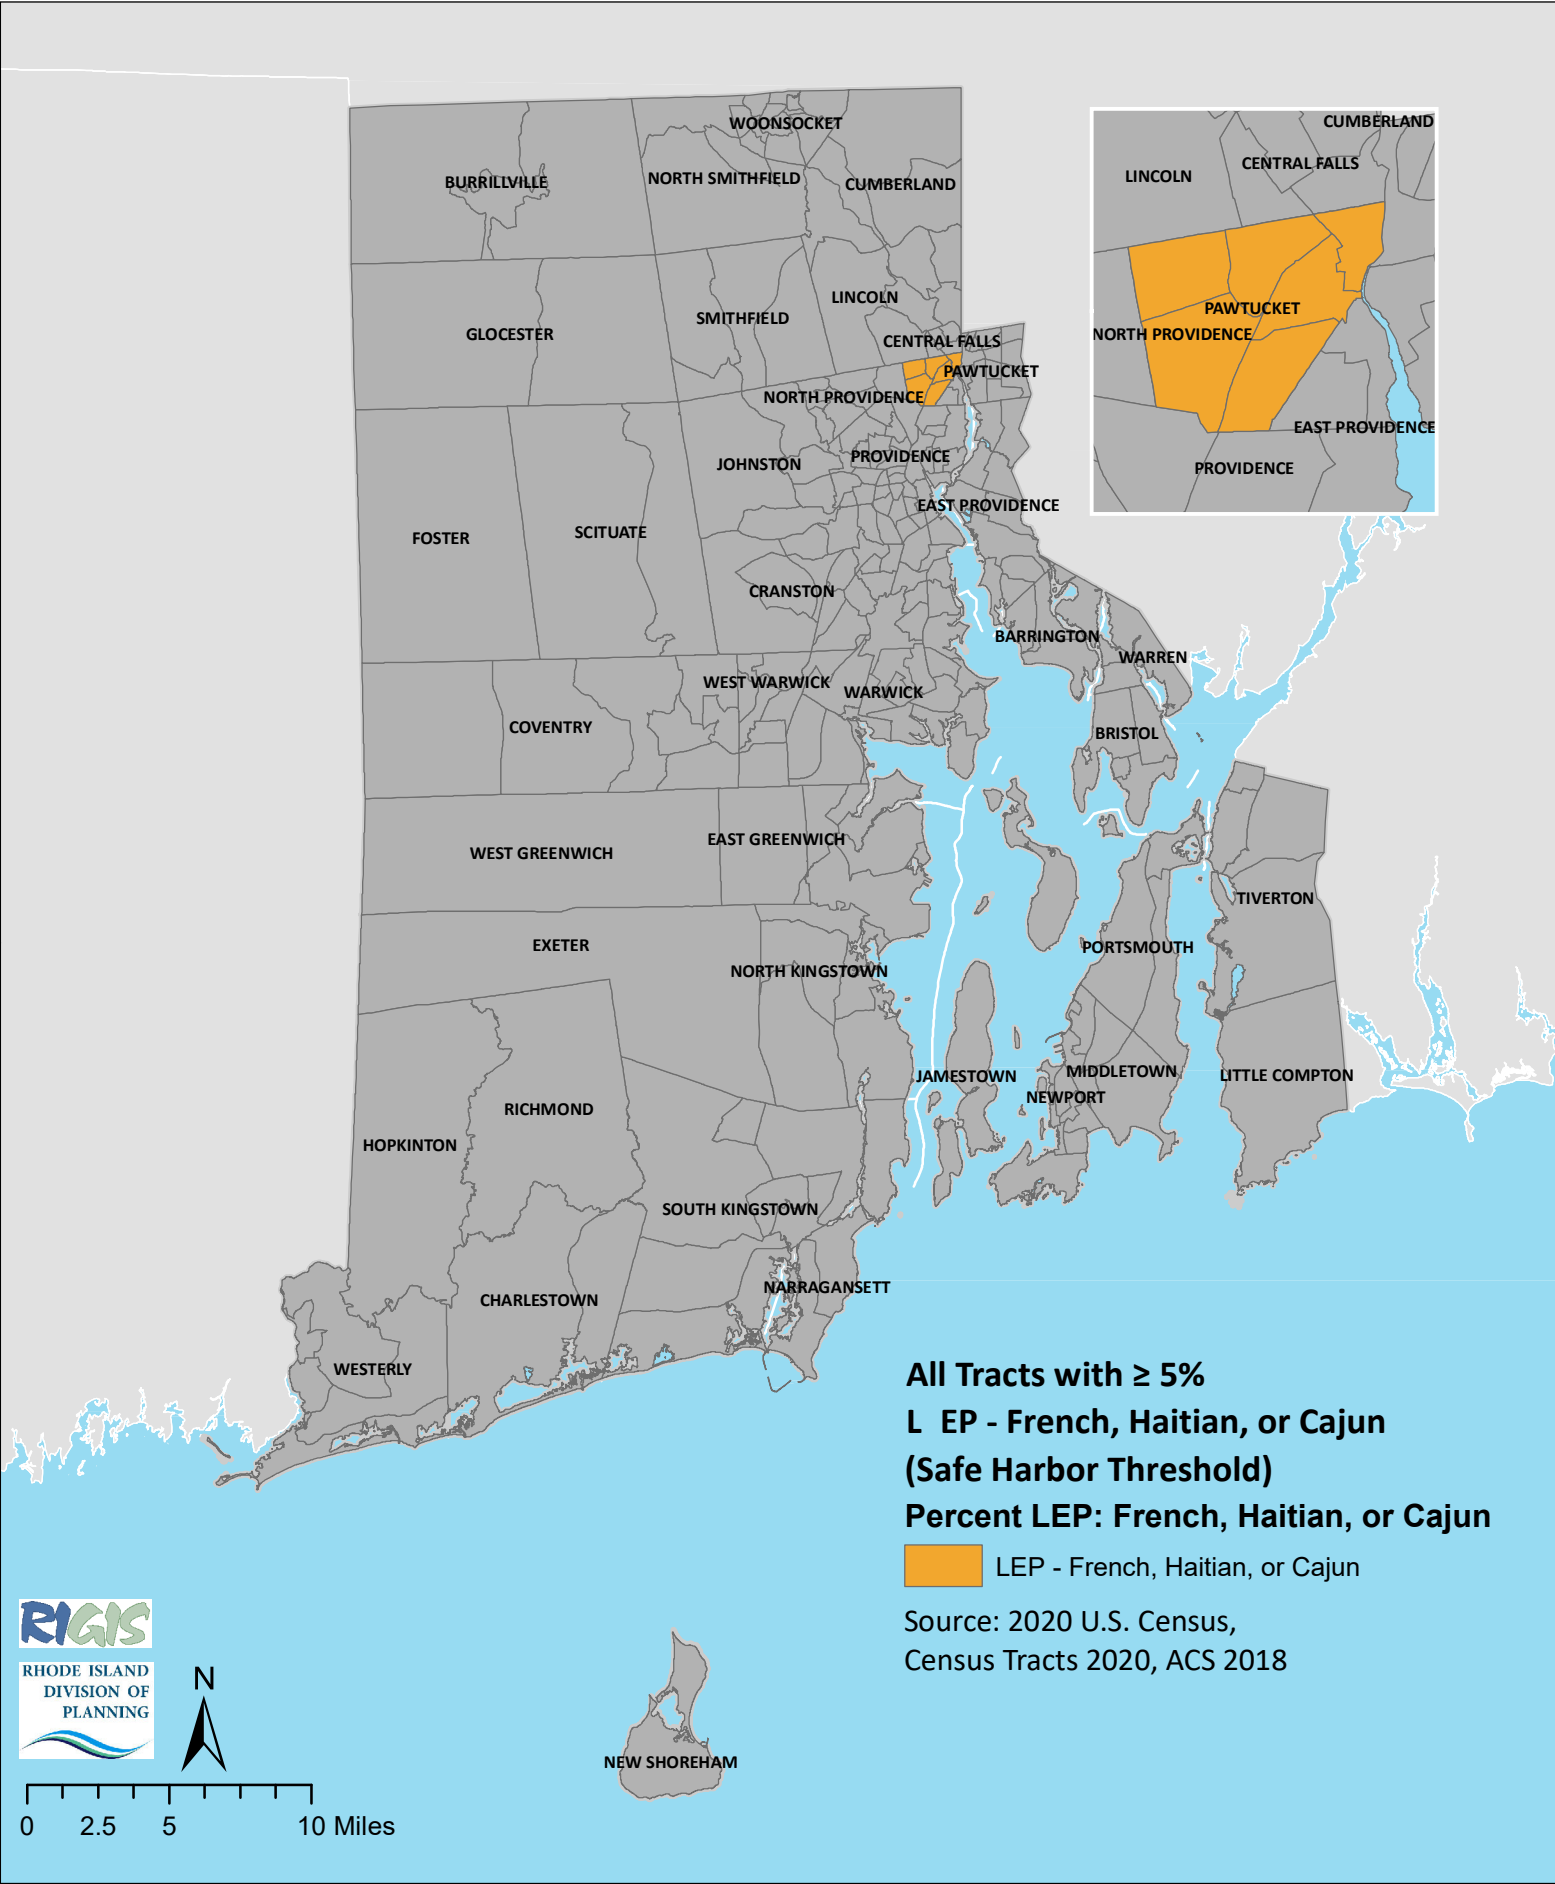 WOONSOCKET
BURRILLVILLE
NORTH SMITHFIELD
CUMBERLAND
GLOCESTER
SMITHFIELD
LINCOLN
CENTRAL FALLS
PAWTUCKET
NORTH PROVIDENCE
JOHNSTON
PROVIDENCE
EAST PROVIDENCE
FOSTER
SCITUATE
CRANSTON
BARRINGTON
WARREN
WEST WARWICK
WARWICK
COVENTRY
BRISTOL
WEST GREENWICH
EAST GREENWICH
TIVERTON
EXETER
PORTSMOUTH
NORTH KINGSTOWN
JAMESTOWN
MIDDLETOWN
LITTLE COMPTON
NEWPORT
RICHMOND
HOPKINTON
SOUTH KINGSTOWN
NARRAGANSETT
CHARLESTOWN
WESTERLY
NEW SHOREHAM
CUMBERLAND
CENTRAL FALLS
LINCOLN
PAWTUCKET
NORTH PROVIDENCE
EAST PROVIDENCE
PROVIDENCE
All Tracts with ≥ 5%
L EP - French, Haitian, or Cajun
(Safe Harbor Threshold)
Percent LEP: French, Haitian, or Cajun
LEP - French, Haitian, or Cajun
Source: 2020 U.S. Census,
Census Tracts 2020, ACS 2018
RIGIS
RHODE ISLAND
DIVISION OF
PLANNING
N
0 2.5 5 10 Miles